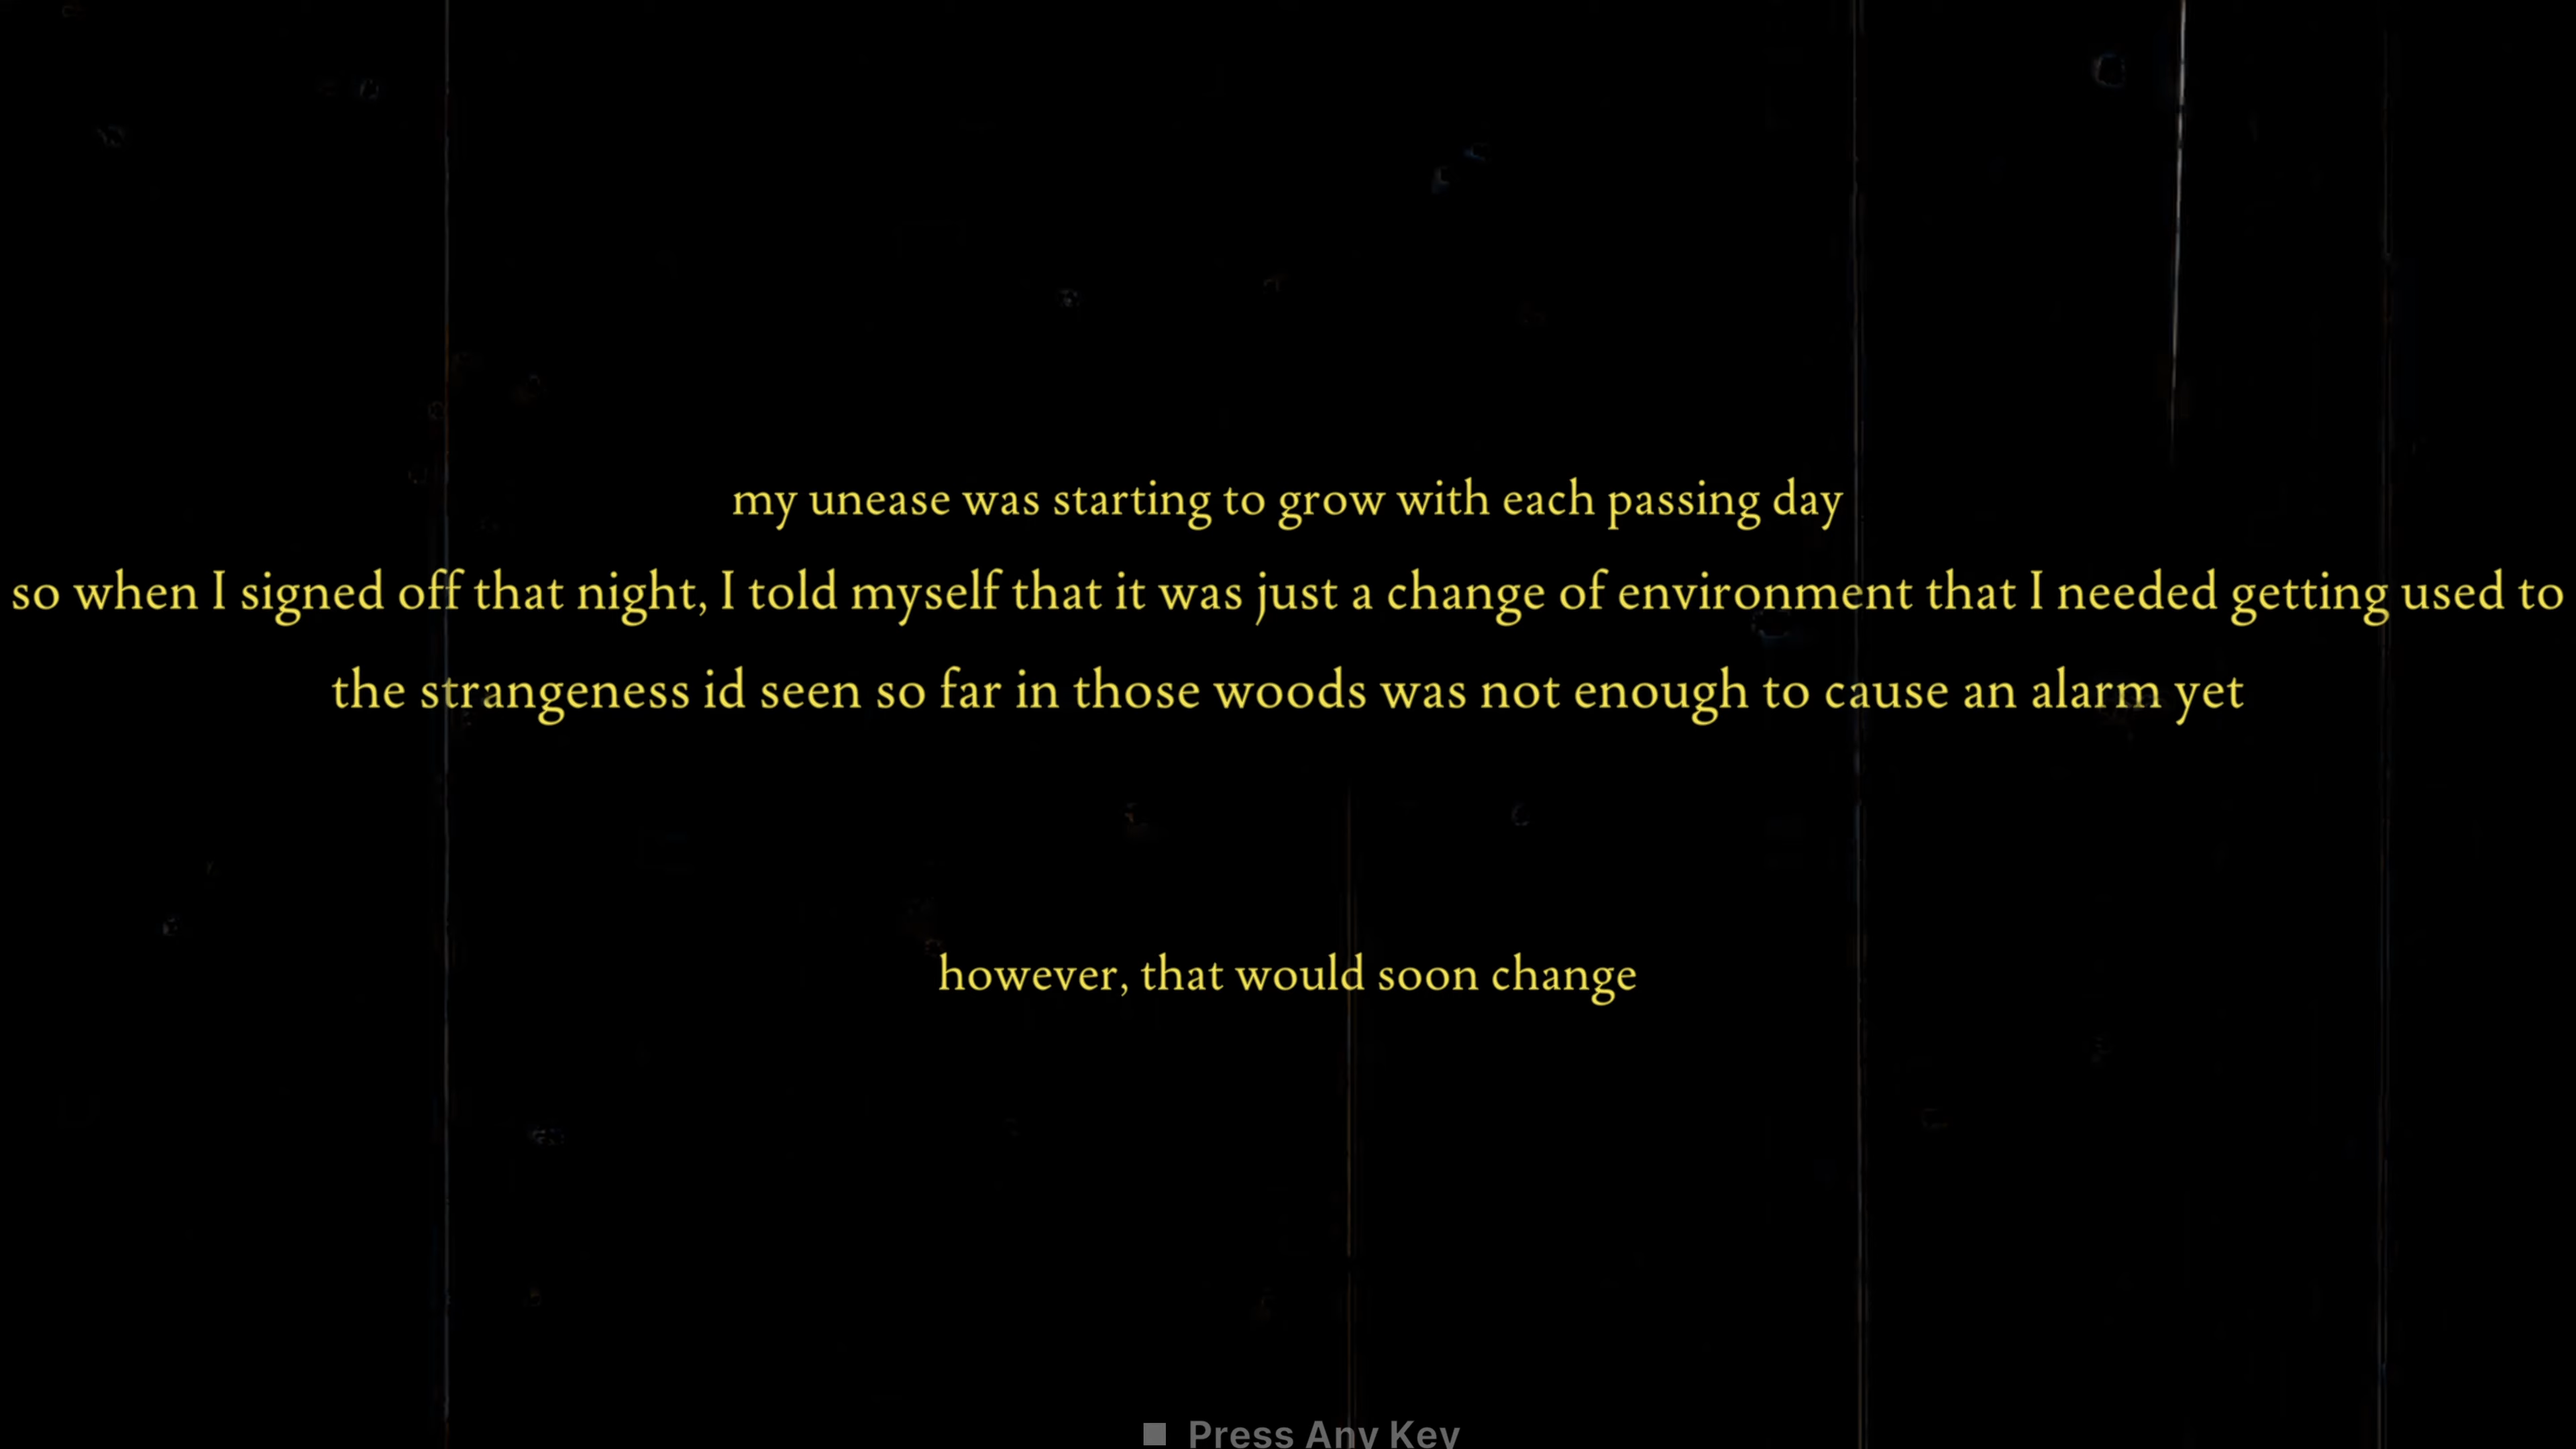 my unease was starting to grow with each passing day
so when I signed off that night, I told myself that it was just a change of environment that I needed getting used to
the strangeness id seen so far in those woods was not enough to cause an alarm yet
however, that would soon change
Press Any Key